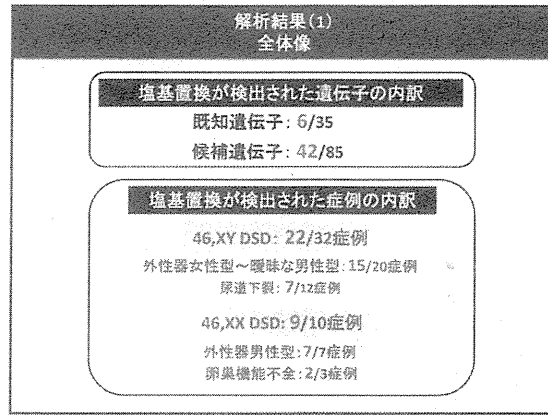 解析結果(1)
全体像
塩基置換が検出された遺伝子の内訳
既知遺伝子: 6/35
候補遺伝子: 42/85
塩基置換が検出された症例の内訳
46,XY DSD: 22/32症例
外性器女性型〜曖昧な男性型: 15/20症例
尿道下裂: 7/12症例
46,XX DSD: 9/10症例
外性器男性型: 7/7症例
卵巣機能不全: 2/3症例